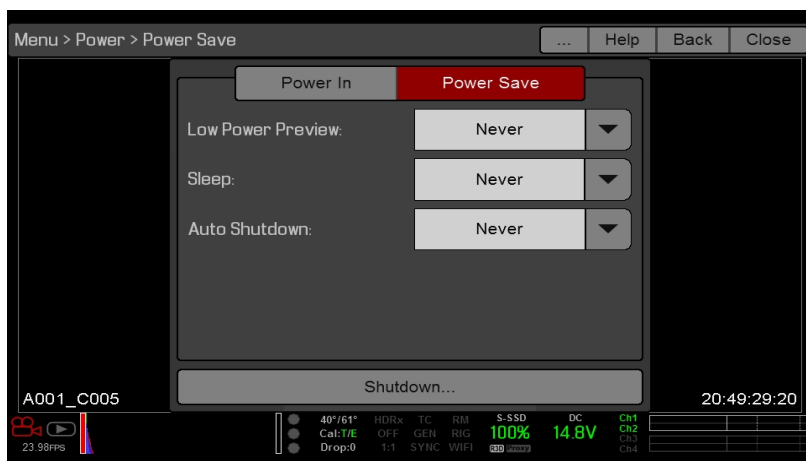 Menu > Power > Power Save ... Help Back Close
Power In Power Save
Low Power Preview: Never
Sleep: Never
Auto Shutdown: Never
Shutdown...
A001_C005 20:49:29:20
40°/61° HDRx TC RM S-SSD DC Ch1
Cal:T/E OFF GEN RIG 100% 14.8V Ch2
23.98FPS Drop:0 1:1 SYNC WIFI R3D Proxy Ch3
Ch4